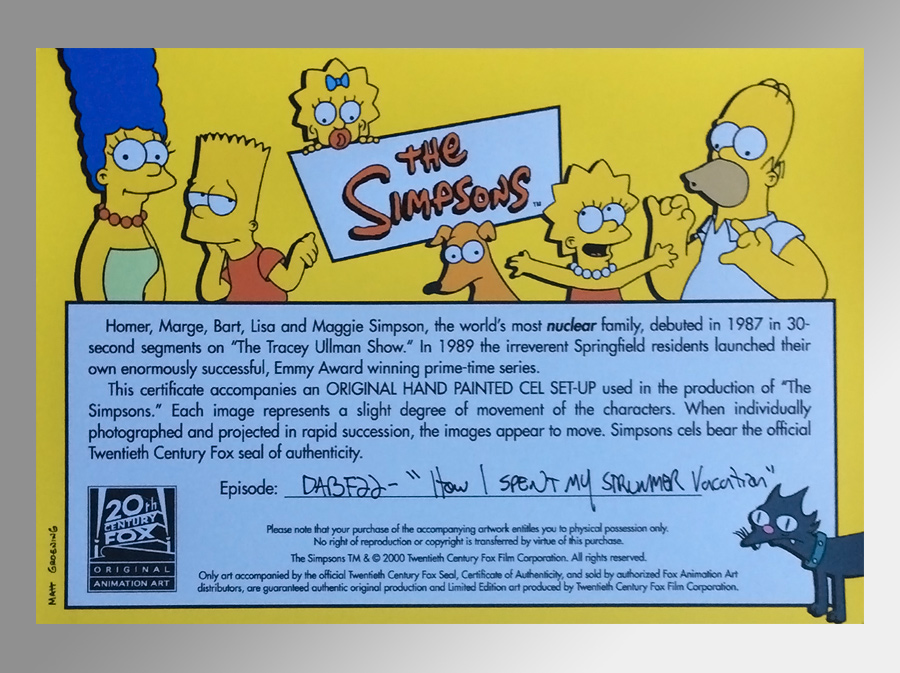 THE
SIMPSONS
TM
Homer, Marge, Bart, Lisa and Maggie Simpson, the world's most nuclear family, debuted in 1987 in 30-
second segments on "The Tracey Ullman Show." In 1989 the irreverent Springfield residents launched their
own enormously successful, Emmy Award winning prime-time series.
This certificate accompanies an ORIGINAL HAND PAINTED CEL SET-UP used in the production of "The
Simpsons." Each image represents a slight degree of movement of the characters. When individually
photographed and projected in rapid succession, the images appear to move. Simpsons cels bear the official
Twentieth Century Fox seal of authenticity.
Episode: DABF22- "How I SPENT MY STRUMMER Vacation"
20th
CENTURY
FOX
ORIGINAL
ANIMATION ART
Please note that your purchase of the accompanying artwork entitles you to physical possession only.
No right of reproduction or copyright is transferred by virtue of this purchase.
The Simpsons TM & © 2000 Twentieth Century Fox Film Corporation. All rights reserved.
Only art accompanied by the official Twentieth Century Fox Seal, Certificate of Authenticity, and sold by authorized Fox Animation Art
distributors, are guaranteed authentic original production and Limited Edition art produced by Twentieth Century Fox Film Corporation.
MATT GROENING